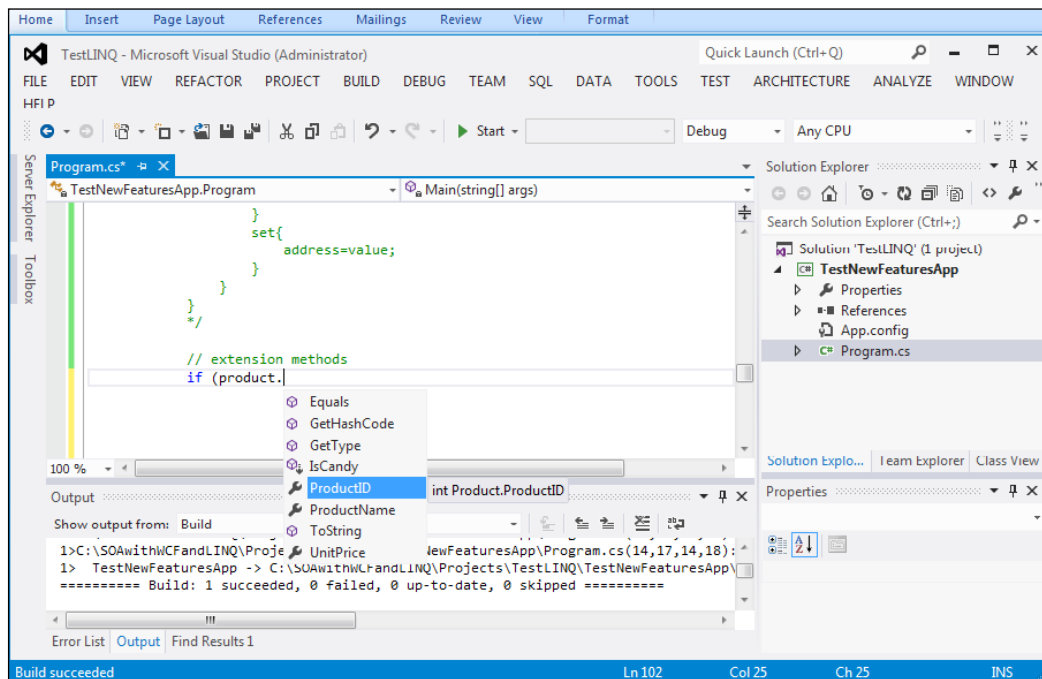 Home Insert Page Layout References Mailings Review View Format
TestLINQ - Microsoft Visual Studio (Administrator) Quick Launch (Ctrl+Q)
FILE EDIT VIEW REFACTOR PROJECT BUILD DEBUG TEAM SQL DATA TOOLS TEST ARCHITECTURE ANALYZE WINDOW
HELP
Start Debug Any CPU
Server Explorer
Toolbox
Program.cs*
TestNewFeaturesApp.Program Main(string[] args)
}
set{
address=value;
}
}
}
*/
// extension methods
if (product.
Equals
GetHashCode
GetType
IsCandy
ProductID int Product.ProductID
ProductName
ToString
UnitPrice
100 %
Output
Show output from: Build
1>C:\SOAwithWCFandLINQ\Proje NewFeaturesApp\Program.cs(14,17,14,18):
1> TestNewFeaturesApp -> C:\SOAwithWCFandLINQ\Projects\TestLINQ\TestNewFeaturesApp\
========== Build: 1 succeeded, 0 failed, 0 up-to-date, 0 skipped ==========
Error List Output Find Results 1
Solution Explorer
Search Solution Explorer (Ctrl+;)
Solution 'TestLINQ' (1 project)
C# TestNewFeaturesApp
Properties
References
App.config
C# Program.cs
Solution Explo... Team Explorer Class View
Properties
Build succeeded Ln 102 Col 25 Ch 25 INS